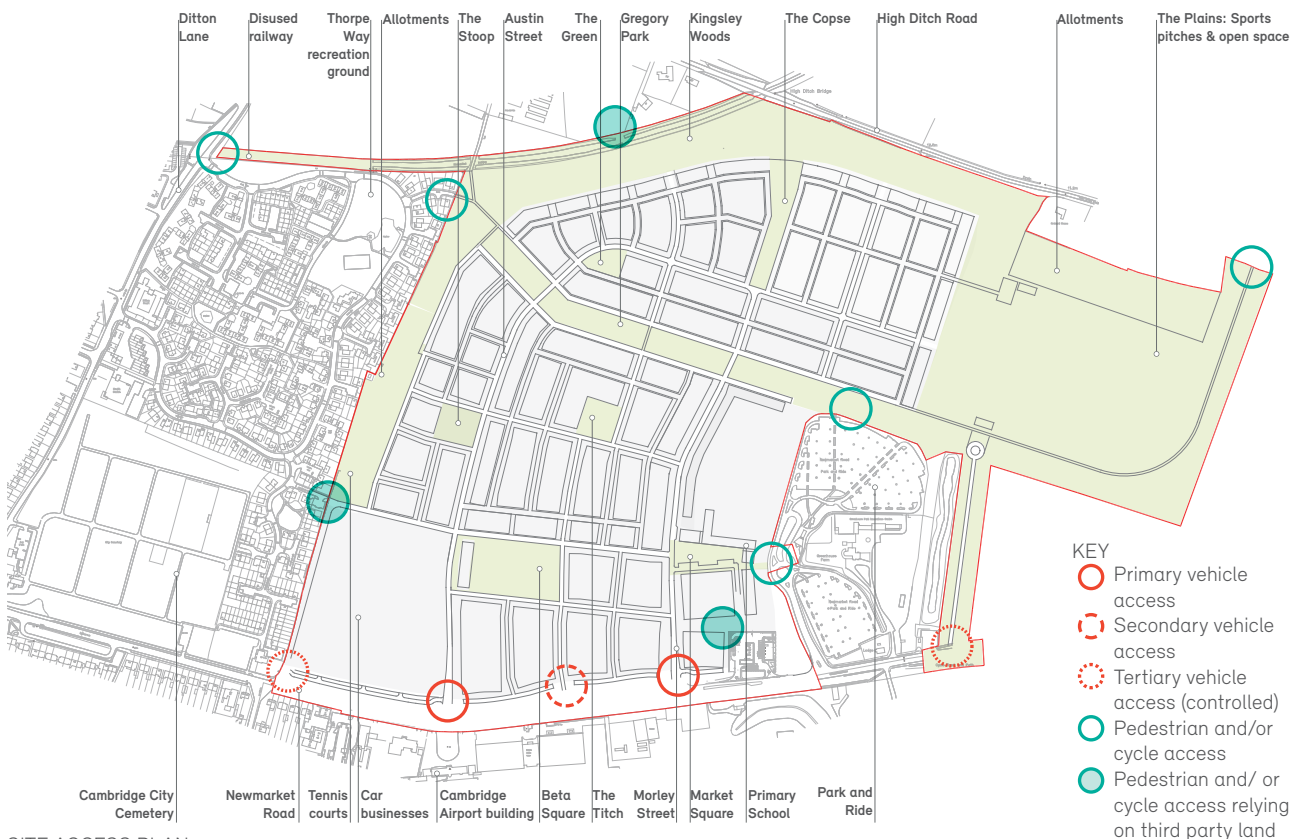 Ditton
Lane
Disused
railway
Thorpe
Way
recreation
ground
Allotments
The
Stoop
Austin
Street
The
Green
Gregory
Park
Kingsley
Woods
The Copse
High Ditch Road
Allotments
The Plains: Sports
pitches & open space
High Ditch Bridge
KEY
Primary vehicle
access
Secondary vehicle
access
Tertiary vehicle
access (controlled)
Pedestrian and/or
cycle access
Pedestrian and/ or
cycle access relying
on third party land
Cambridge City
Cemetery
Newmarket
Road
Tennis
courts
Car
businesses
Cambridge
Airport building
Beta
Square
The
Titch
Morley
Street
Market
Square
Primary
School
Park and
Ride
SITE ACCESS PLAN